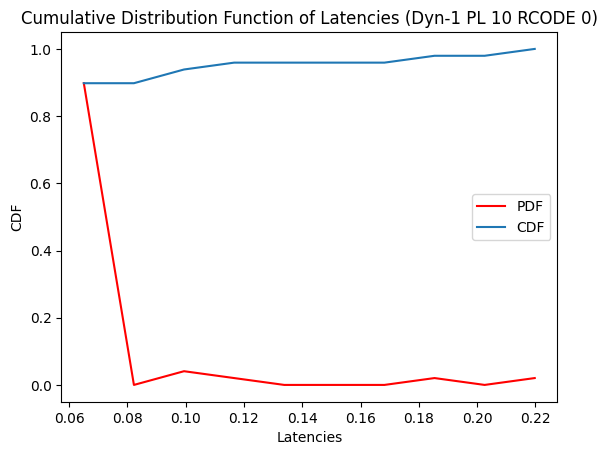 Cumulative Distribution Function of Latencies (Dyn-1 PL 10 RCODE 0)
CDF
1.0
0.8
0.6
0.4
0.2
0.0
PDF
CDF
0.06 0.08 0.10 0.12 0.14 0.16 0.18 0.20 0.22
Latencies